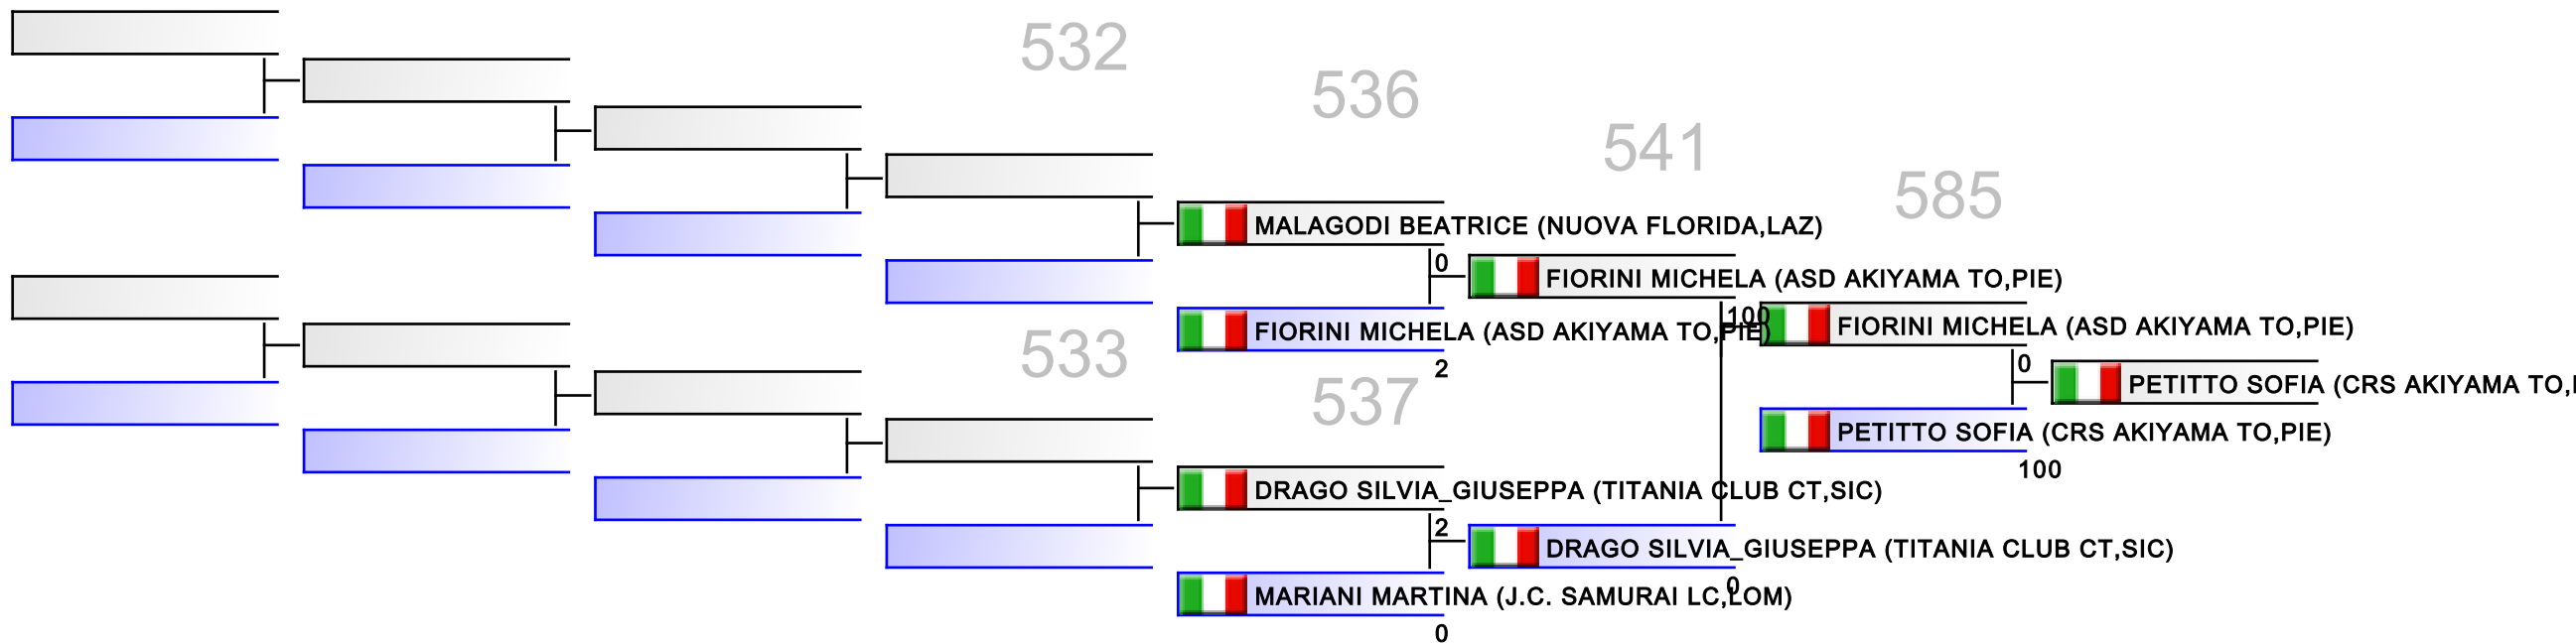 532
536
541
585
MALAGODI BEATRICE (NUOVA FLORIDA,LAZ)
0
FIORINI MICHELA (ASD AKIYAMA TO,PIE)
100
FIORINI MICHELA (ASD AKIYAMA TO,PIE)
FIORINI MICHELA (ASD AKIYAMA TO,PIE)
2
0
PETITTO SOFIA (CRS AKIYAMA TO,
PETITTO SOFIA (CRS AKIYAMA TO,PIE)
100
533
537
DRAGO SILVIA_GIUSEPPA (TITANIA CLUB CT,SIC)
2
DRAGO SILVIA_GIUSEPPA (TITANIA CLUB CT,SIC)
0
MARIANI MARTINA (J.C. SAMURAI LC,LOM)
0